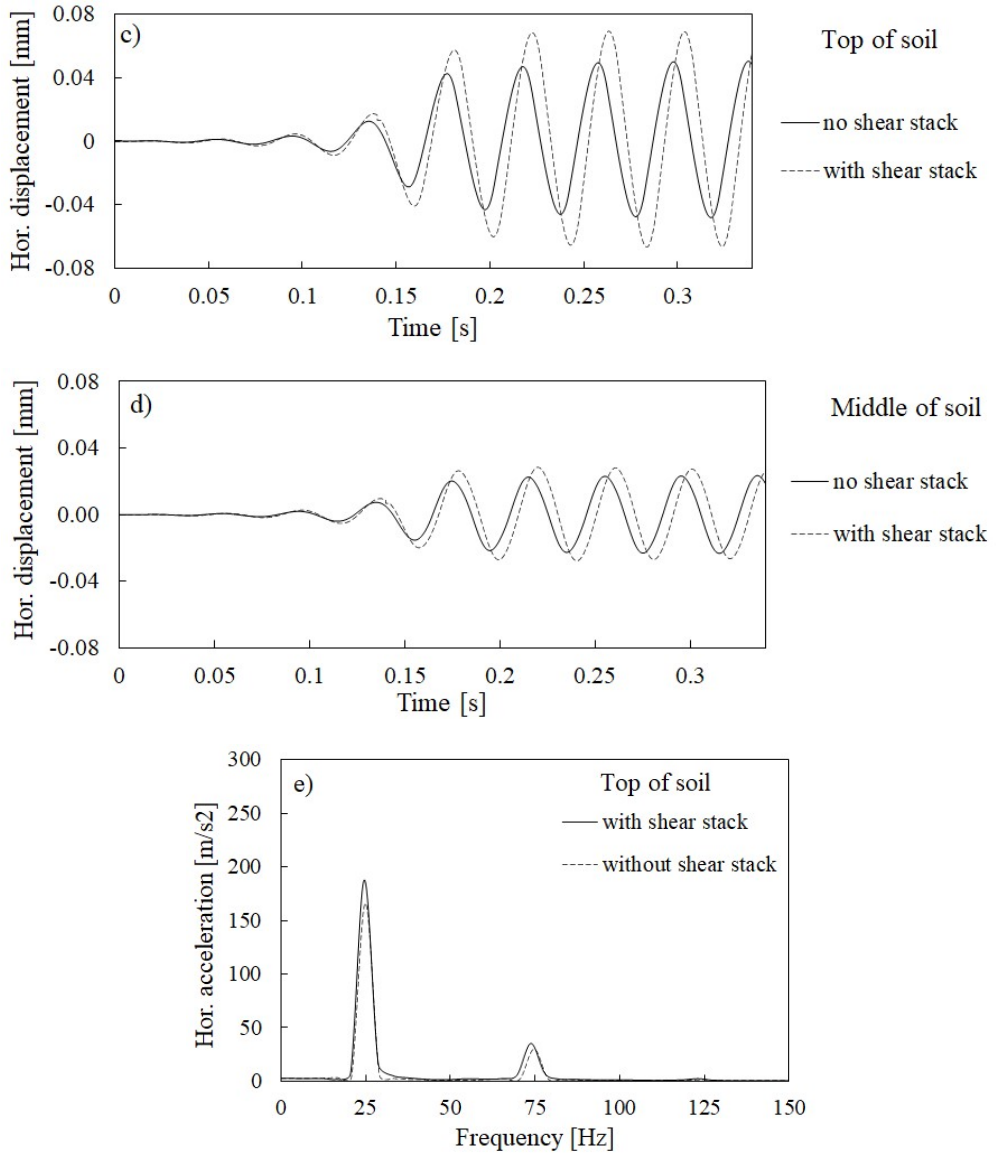 c)
Top of soil
no shear stack
with shear stack
Hor. displacement [mm]
0.08
0.04
0
-0.04
-0.08
0 0.05 0.1 0.15 0.2 0.25 0.3
Time [s]
d)
Middle of soil
no shear stack
with shear stack
Hor. displacement [mm]
0.08
0.04
0.00
-0.04
-0.08
0 0.05 0.1 0.15 0.2 0.25 0.3
Time [s]
e)
Top of soil
with shear stack
without shear stack
Hor. acceleration [m/s2]
300
250
200
150
100
50
0
0 25 50 75 100 125 150
Frequency [Hz]